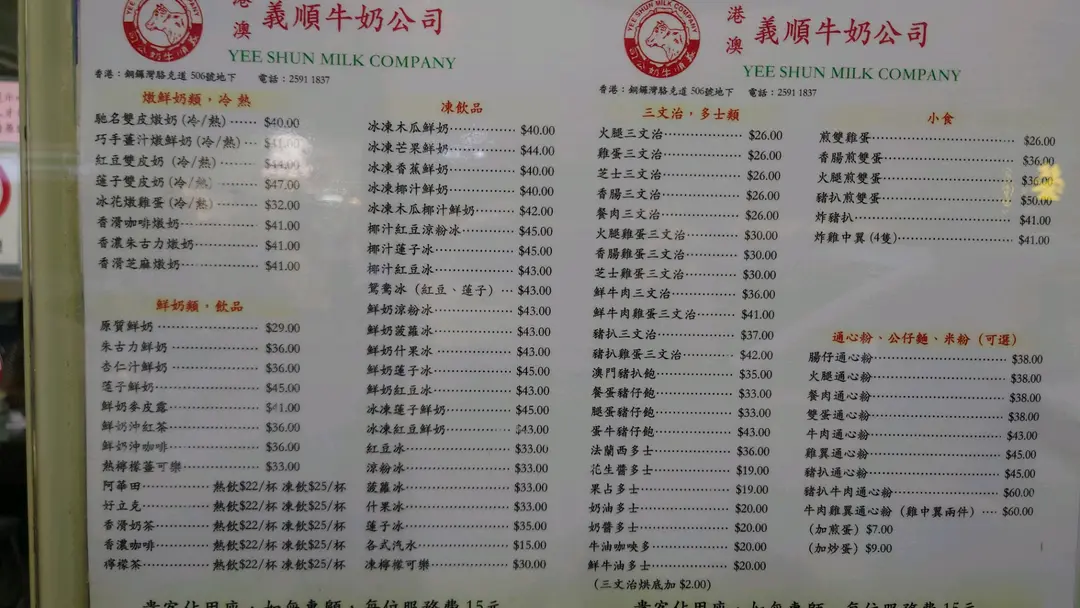 港澳 義順牛奶公司
YEE SHUN MILK COMPANY
香港：銅鑼灣駱克道 506號地下 電話：2591 1837
燉鮮奶類，冷熱
馳名雙皮燉奶(冷/熱) $40.00
巧手薑汁燉鮮奶(冷/熱)
紅豆雙皮奶(冷/熱) $44.00
蓮子雙皮奶(冷/熱) $47.00
冰花燉雞蛋(冷/熱) $32.00
香滑咖啡燉奶 $41.00
香濃朱古力燉奶 $41.00
香滑芝麻燉奶 $41.00
鮮奶類，飲品
原質鮮奶 $29.00
朱古力鮮奶 $36.00
杏仁汁鮮奶 $36.00
蓮子鮮奶 $45.00
鮮奶麥皮露 $41.00
鮮奶沖紅茶 $36.00
鮮奶沖咖啡 $36.00
熱檸檬薑可樂 $33.00
阿華田 熱飲$22/杯 凍飲$25/杯
好立克 熱飲$22/杯 凍飲$25/杯
香滑奶茶 熱飲$22/杯 凍飲$25/杯
香濃咖啡 熱飲$22/杯 凍飲$25/杯
檸檬茶 熱飲$22/杯 凍飲$25/杯
凍飲品
冰凍木瓜鮮奶 $40.00
冰凍芒果鮮奶 $44.00
冰凍香蕉鮮奶 $40.00
冰凍椰汁鮮奶 $40.00
冰凍木瓜椰汁鮮奶 $42.00
椰汁紅豆涼粉冰 $45.00
椰汁蓮子冰 $45.00
椰汁紅豆冰 $43.00
鴛鴦冰（紅豆、蓮子） $43.00
鮮奶涼粉冰 $43.00
鮮奶菠蘿冰 $43.00
鮮奶什果冰 $43.00
鮮奶蓮子冰 $45.00
鮮奶紅豆冰 $43.00
冰凍蓮子鮮奶 $45.00
冰凍紅豆鮮奶 $43.00
紅豆冰 $33.00
涼粉冰 $33.00
菠蘿冰 $33.00
什果冰 $33.00
蓮子冰 $35.00
各式汽水 $15.00
凍檸檬可樂 $30.00
港澳 義順牛奶公司
YEE SHUN MILK COMPANY
香港：銅鑼灣駱克道 506號地下 電話：2591 1837
三文治，多士類
火腿三文治 $26.00
雞蛋三文治 $26.00
芝士三文治 $26.00
香腸三文治 $26.00
餐肉三文治 $26.00
火腿雞蛋三文治 $30.00
香腸雞蛋三文治 $30.00
芝士雞蛋三文治 $30.00
鮮牛肉三文治 $36.00
鮮牛肉雞蛋三文治 $41.00
豬扒三文治 $37.00
豬扒雞蛋三文治 $42.00
澳門豬扒飽 $35.00
餐蛋豬仔飽 $33.00
腿蛋豬仔飽 $33.00
蛋牛豬仔飽 $43.00
法蘭西多士 $36.00
花生醬多士 $19.00
果占多士 $19.00
奶油多士 $20.00
奶醬多士 $20.00
牛油咖央多 $20.00
鮮牛油多士 $20.00
(三文治烘底加 $2.00)
小食
煎雙雞蛋 $26.00
香腸煎雙蛋 $36.00
火腿煎雙蛋 $36.00
豬扒煎雙蛋 $50.00
炸豬扒 $41.00
炸雞中翼(4隻) $41.00
通心粉、公仔麵、米粉（可選）
腸仔通心粉 $38.00
火腿通心粉 $38.00
餐肉通心粉 $38.00
雙蛋通心粉 $38.00
牛肉通心粉 $43.00
雞翼通心粉 $45.00
豬扒通心粉 $45.00
豬扒牛肉通心粉 $60.00
牛肉雞翼通心粉（雞中翼兩件） $60.00
(加煎蛋) $7.00
(加炒蛋) $9.00